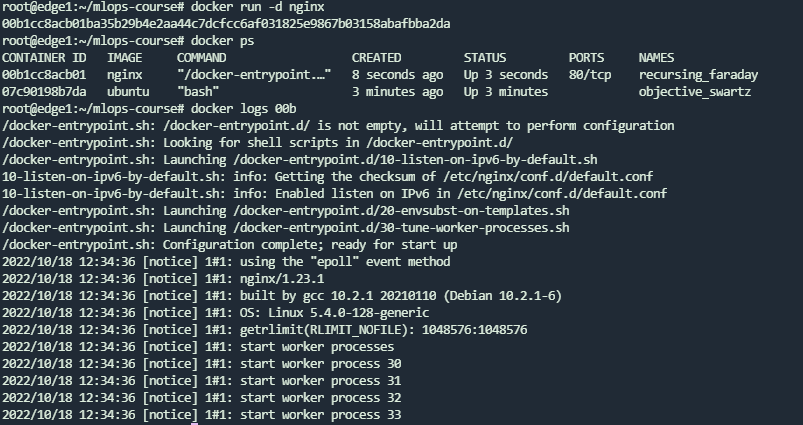 root@edge1:~/mlops-course# docker run -d nginx
00b1cc8acb01ba35b29b4e2aa44c7dcfcc6af031825e9867b03158abafbba2da
root@edge1:~/mlops-course# docker ps
CONTAINER ID   IMAGE     COMMAND                  CREATED         STATUS         PORTS     NAMES
00b1cc8acb01   nginx     "/docker-entrypoint.…"   8 seconds ago   Up 3 seconds   80/tcp    recursing_faraday
07c90198b7da   ubuntu    "bash"                   3 minutes ago   Up 3 minutes             objective_swartz
root@edge1:~/mlops-course# docker logs 00b
/docker-entrypoint.sh: /docker-entrypoint.d/ is not empty, will attempt to perform configuration
/docker-entrypoint.sh: Looking for shell scripts in /docker-entrypoint.d/
/docker-entrypoint.sh: Launching /docker-entrypoint.d/10-listen-on-ipv6-by-default.sh
10-listen-on-ipv6-by-default.sh: info: Getting the checksum of /etc/nginx/conf.d/default.conf
10-listen-on-ipv6-by-default.sh: info: Enabled listen on IPv6 in /etc/nginx/conf.d/default.conf
/docker-entrypoint.sh: Launching /docker-entrypoint.d/20-envsubst-on-templates.sh
/docker-entrypoint.sh: Launching /docker-entrypoint.d/30-tune-worker-processes.sh
/docker-entrypoint.sh: Configuration complete; ready for start up
2022/10/18 12:34:36 [notice] 1#1: using the "epoll" event method
2022/10/18 12:34:36 [notice] 1#1: nginx/1.23.1
2022/10/18 12:34:36 [notice] 1#1: built by gcc 10.2.1 20210110 (Debian 10.2.1-6)
2022/10/18 12:34:36 [notice] 1#1: OS: Linux 5.4.0-128-generic
2022/10/18 12:34:36 [notice] 1#1: getrlimit(RLIMIT_NOFILE): 1048576:1048576
2022/10/18 12:34:36 [notice] 1#1: start worker processes
2022/10/18 12:34:36 [notice] 1#1: start worker process 30
2022/10/18 12:34:36 [notice] 1#1: start worker process 31
2022/10/18 12:34:36 [notice] 1#1: start worker process 32
2022/10/18 12:34:36 [notice] 1#1: start worker process 33